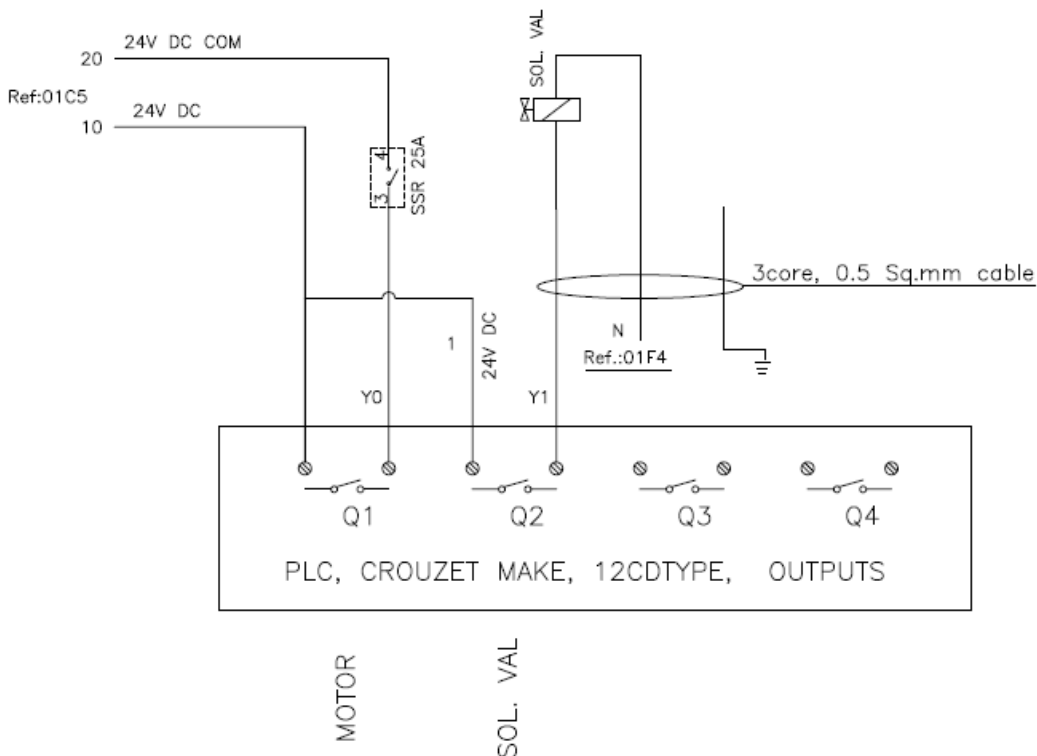 24V DC COM
20
Ref:01C5
24V DC
10
4
3
SSR 25A
SOL. VAL
3core, 0.5 Sq.mm cable
N
Ref.:01F4
1
24V DC
Y0
Y1
Q1
Q2
Q3
Q4
PLC, CROUZET MAKE, 12CDTYPE, OUTPUTS
MOTOR
SOL. VAL